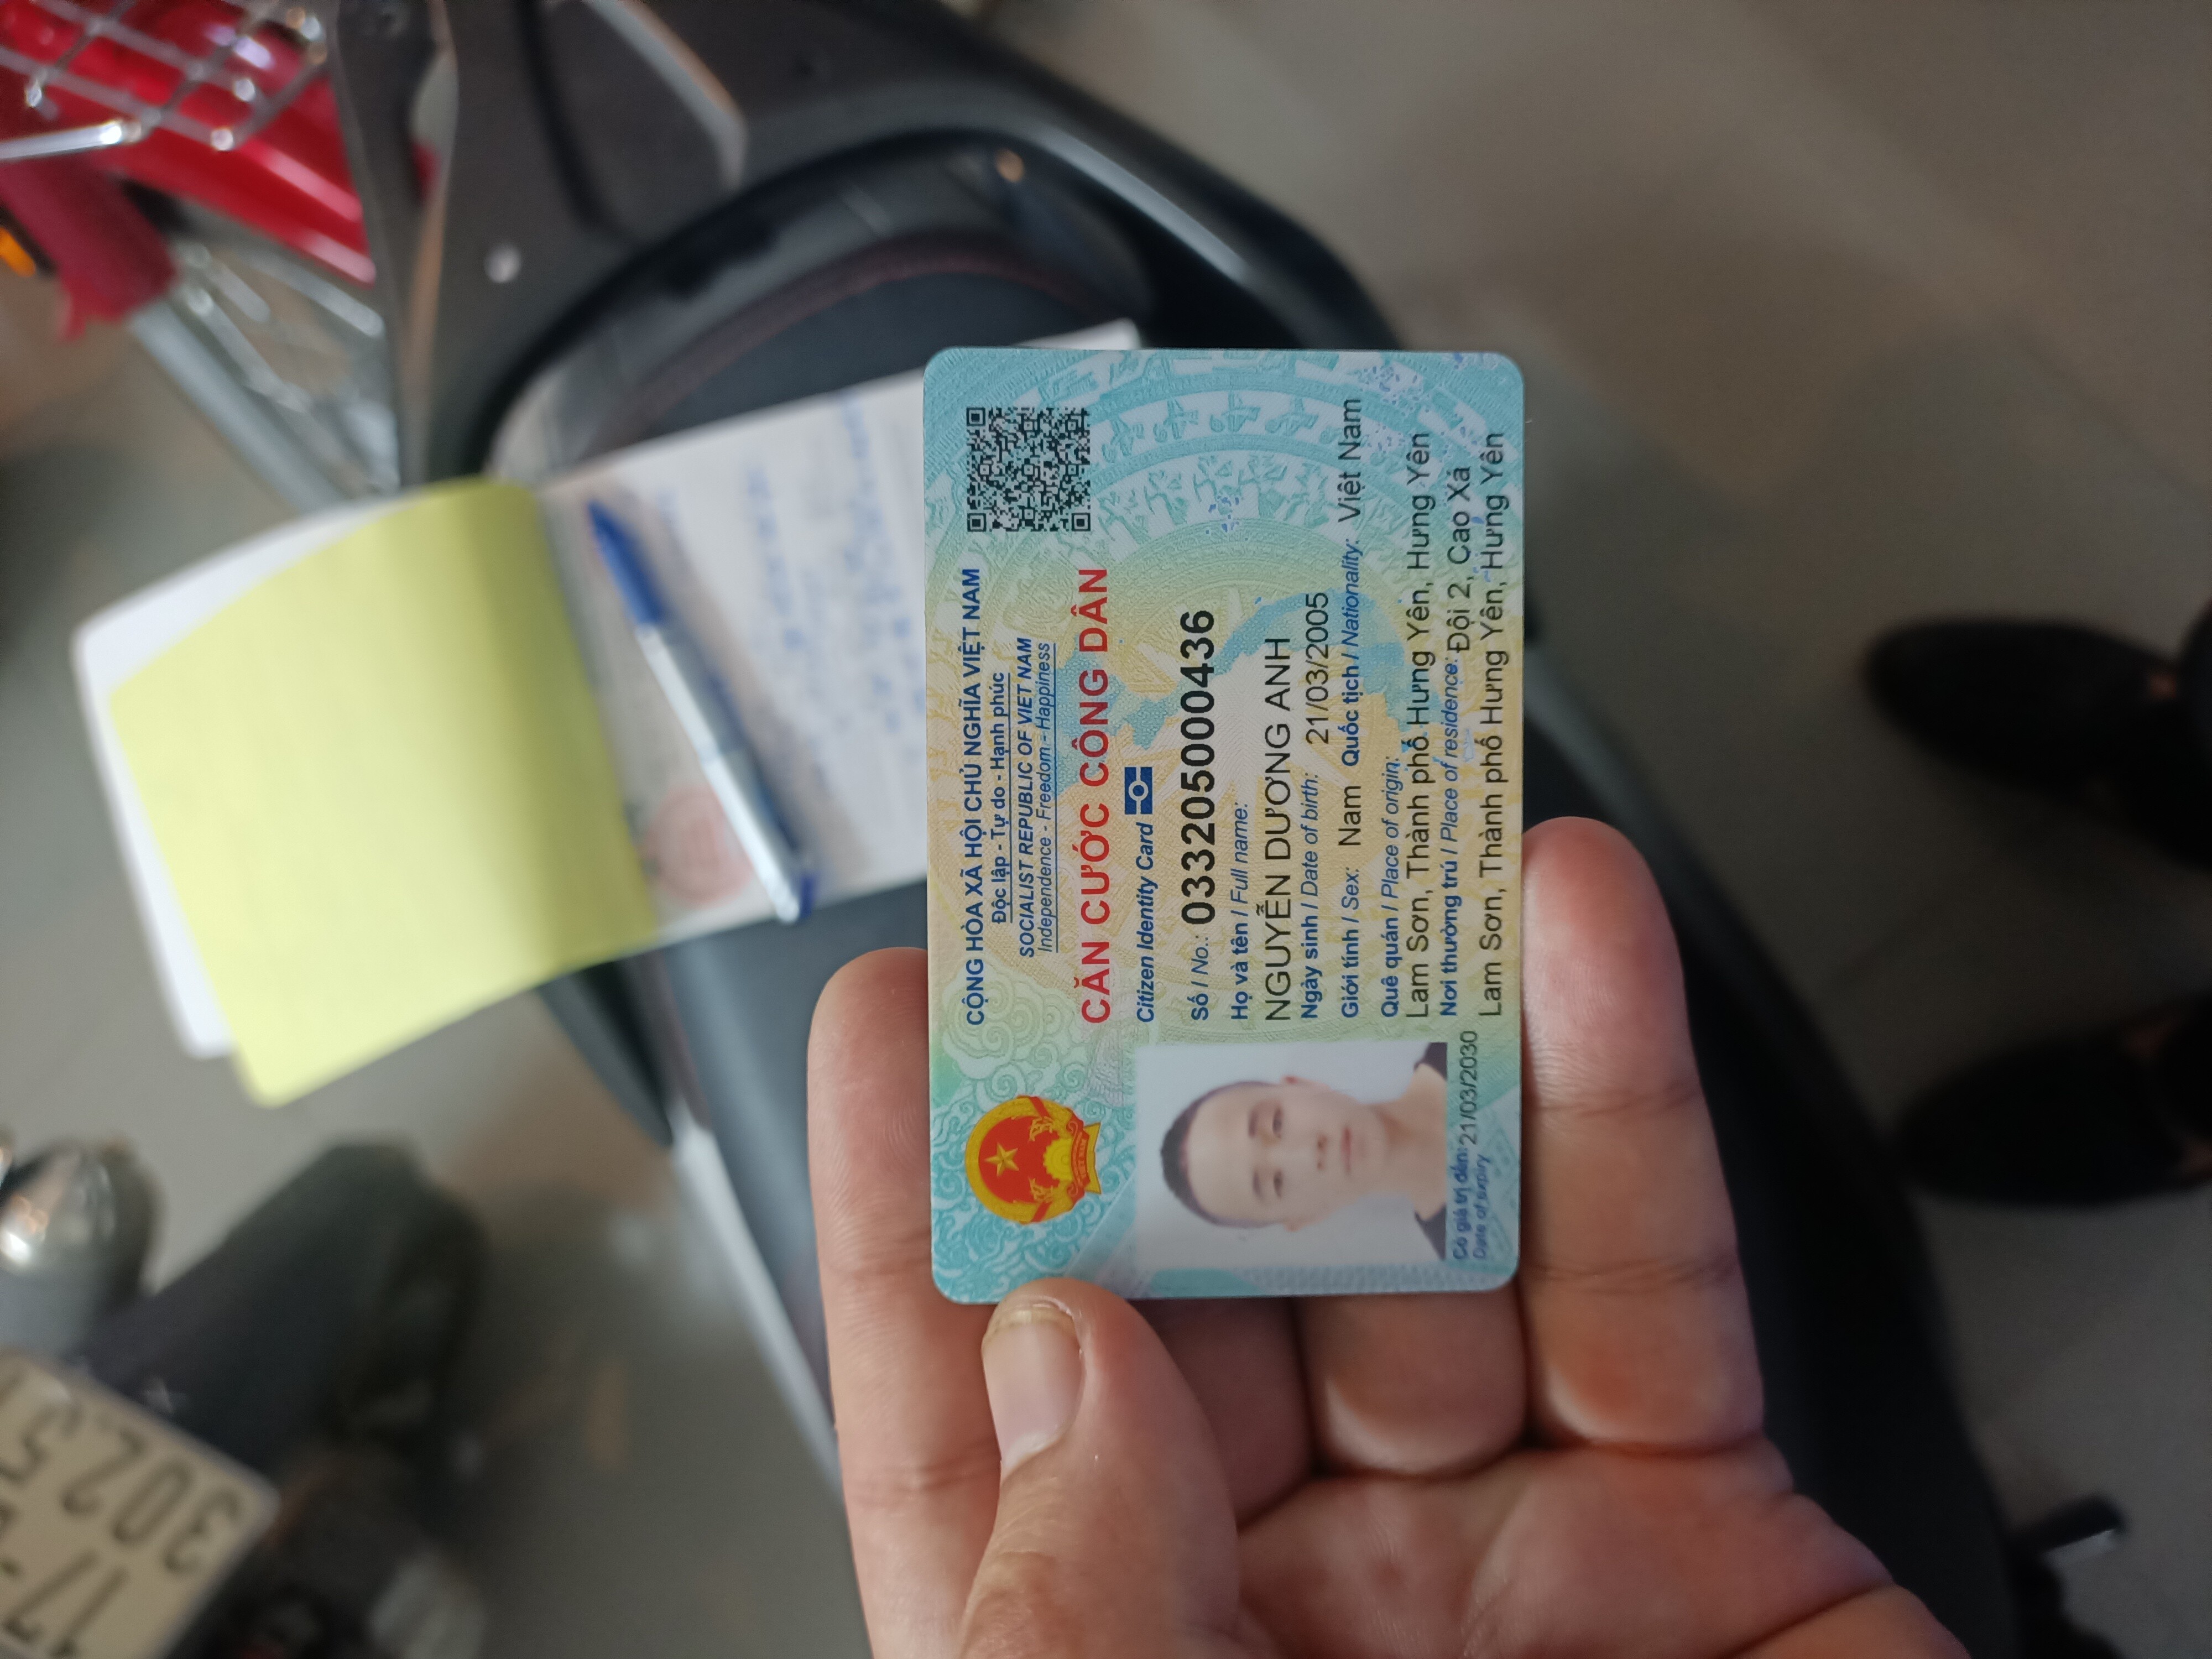 CỘNG HÒA XÃ HỘI CHỦ NGHĨA VIỆT NAM
Độc lập - Tự do - Hạnh phúc
SOCIALIST REPUBLIC OF VIET NAM
Independence - Freedom - Happiness
CĂN CƯỚC CÔNG DÂN
Citizen Identity Card
Số / No.: 033205000436
Họ và tên / Full name:
NGUYỄN DƯƠNG ANH
Ngày sinh / Date of birth: 21/03/2005
Giới tính / Sex: Nam Quốc tịch / Nationality: Việt Nam
Quê quán / Place of origin:
Lam Sơn, Thành phố Hưng Yên, Hưng Yên
Nơi thường trú / Place of residence: Đội 2, Cao Xá
Lam Sơn, Thành phố Hưng Yên, Hưng Yên
Có giá trị đến: 21/03/2030
Date of expiry
VIỆT NAM
17-
302.5